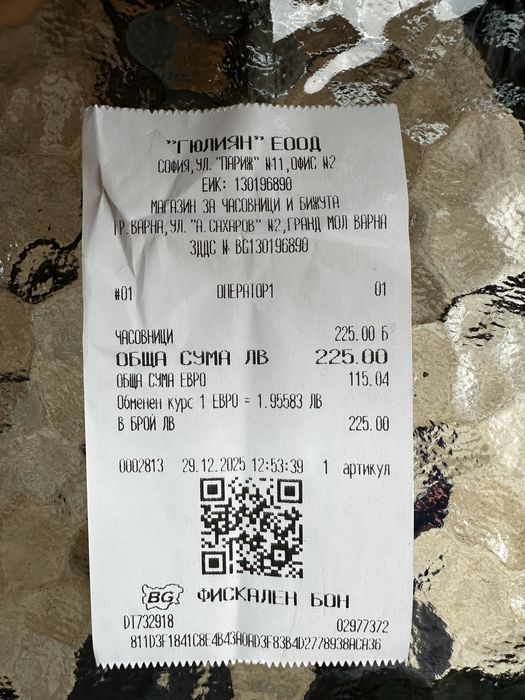 "ГЮЛИЯН" ЕООД
СОФИЯ,УЛ. "ПАРИЖ" №11,ОФИС №2
ЕИК: 130196890
МАГАЗИН ЗА ЧАСОВНИЦИ И БИЖУТА
ГР.ВАРНА,УЛ. "А.САХАРОВ" №2,ГРАНД МОЛ ВАРНА
ЗДДС № BG130196890
#01 ОПЕРАТОР1 01
ЧАСОВНИЦИ 225.00 Б
ОБЩА СУМА ЛВ 225.00
ОБЩА СУМА ЕВРО 115.04
Обменен курс 1 ЕВРО = 1.95583 ЛВ
В БРОЙ ЛВ 225.00
0002813 29.12.2025 12:53:39 1 артикул
BG ФИСКАЛЕН БОН
DT732918 02977372
811D3F1841C8E4B43A0AD3F83B4D2778938ACA36